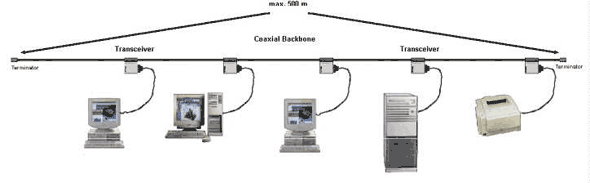 max. 500 m
Coaxial Backbone
Transceiver
Transceiver
Terminator
Terminator